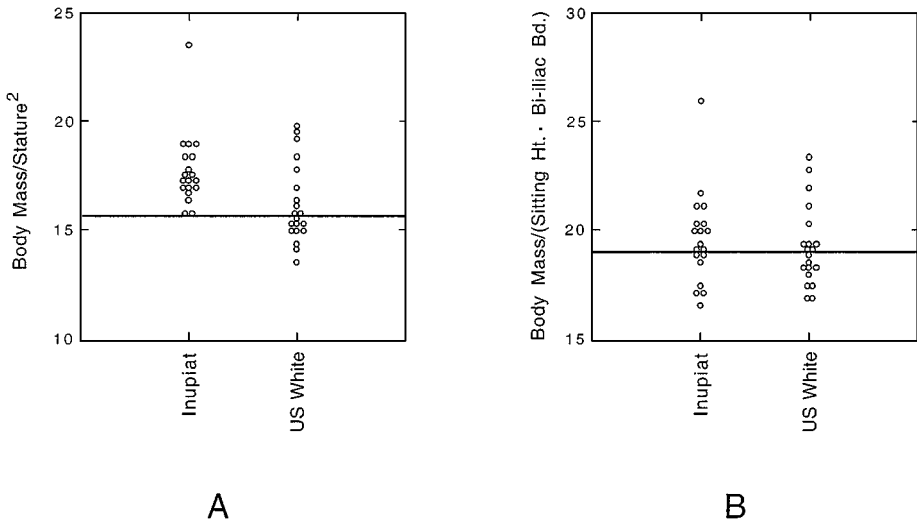 25
20
15
10
Body Mass/Stature²
Inupiat
US White
A
30
25
20
15
Body Mass/(Sitting Ht. · Bi-iliac Bd.)
Inupiat
US White
B